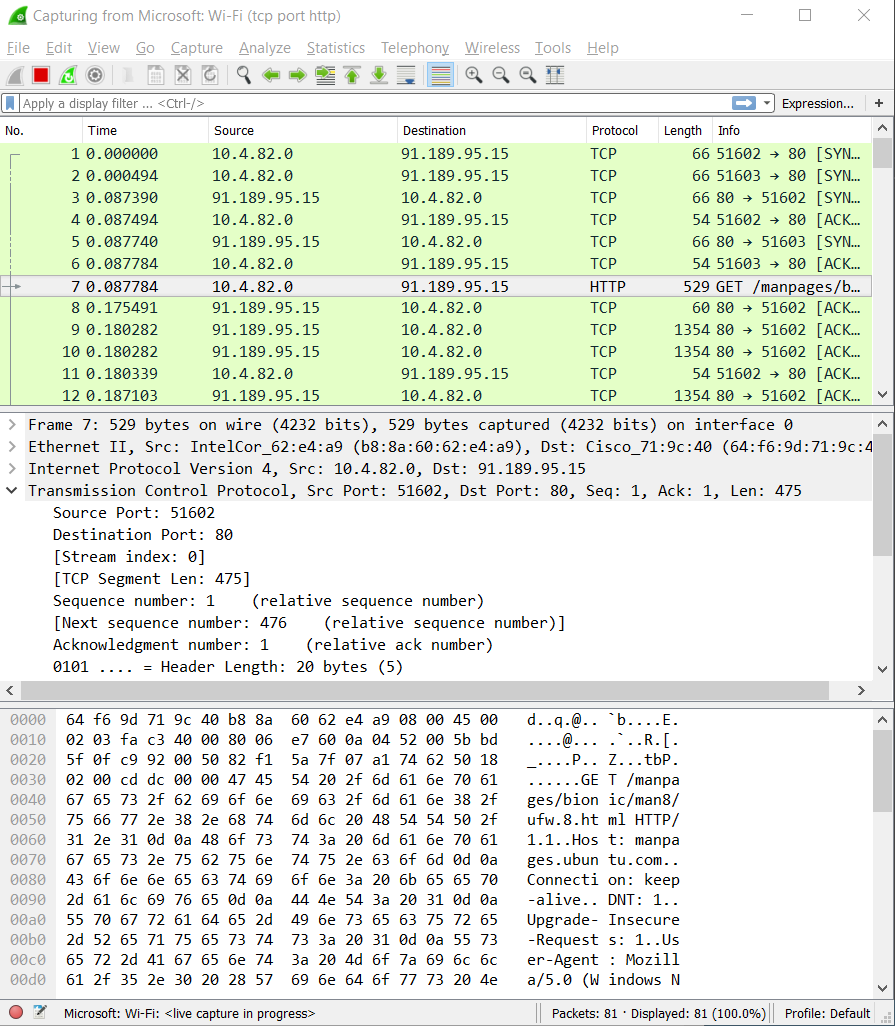 Capturing from Microsoft: Wi-Fi (tcp port http)
File Edit View Go Capture Analyze Statistics Telephony Wireless Tools Help
Apply a display filter ... <Ctrl-/> Expression... +
No. Time Source Destination Protocol Length Info
1 0.000000 10.4.82.0 91.189.95.15 TCP 66 51602 → 80 [SYN…
2 0.000494 10.4.82.0 91.189.95.15 TCP 66 51603 → 80 [SYN…
3 0.087390 91.189.95.15 10.4.82.0 TCP 66 80 → 51602 [SYN…
4 0.087494 10.4.82.0 91.189.95.15 TCP 54 51602 → 80 [ACK…
5 0.087740 91.189.95.15 10.4.82.0 TCP 66 80 → 51603 [SYN…
6 0.087784 10.4.82.0 91.189.95.15 TCP 54 51603 → 80 [ACK…
7 0.087784 10.4.82.0 91.189.95.15 HTTP 529 GET /manpages/b…
8 0.175491 91.189.95.15 10.4.82.0 TCP 60 80 → 51602 [ACK…
9 0.180282 91.189.95.15 10.4.82.0 TCP 1354 80 → 51602 [ACK…
10 0.180282 91.189.95.15 10.4.82.0 TCP 1354 80 → 51602 [ACK…
11 0.180339 10.4.82.0 91.189.95.15 TCP 54 51602 → 80 [ACK…
12 0.187103 91.189.95.15 10.4.82.0 TCP 1354 80 → 51602 [ACK…
Frame 7: 529 bytes on wire (4232 bits), 529 bytes captured (4232 bits) on interface 0
Ethernet II, Src: IntelCor_62:e4:a9 (b8:8a:60:62:e4:a9), Dst: Cisco_71:9c:40 (64:f6:9d:71:9c:4
Internet Protocol Version 4, Src: 10.4.82.0, Dst: 91.189.95.15
Transmission Control Protocol, Src Port: 51602, Dst Port: 80, Seq: 1, Ack: 1, Len: 475
Source Port: 51602
Destination Port: 80
[Stream index: 0]
[TCP Segment Len: 475]
Sequence number: 1    (relative sequence number)
[Next sequence number: 476    (relative sequence number)]
Acknowledgment number: 1    (relative ack number)
0101 .... = Header Length: 20 bytes (5)
0000 64 f6 9d 71 9c 40 b8 8a 60 62 e4 a9 08 00 45 00 d..q.@.. `b....E.
0010 02 03 fa c3 40 00 80 06 e7 60 0a 04 52 00 5b bd ....@... .`..R.[.
0020 5f 0f c9 92 00 50 82 f1 5a 7f 07 a1 74 62 50 18 _....P.. Z...tbP.
0030 02 00 cd dc 00 00 47 45 54 20 2f 6d 61 6e 70 61 ......GE T /manpa
0040 67 65 73 2f 62 69 6f 6e 69 63 2f 6d 61 6e 38 2f ges/bion ic/man8/
0050 75 66 77 2e 38 2e 68 74 6d 6c 20 48 54 54 50 2f ufw.8.ht ml HTTP/
0060 31 2e 31 0d 0a 48 6f 73 74 3a 20 6d 61 6e 70 61 1.1..Hos t: manpa
0070 67 65 73 2e 75 62 75 6e 74 75 2e 63 6f 6d 0d 0a ges.ubun tu.com..
0080 43 6f 6e 6e 65 63 74 69 6f 6e 3a 20 6b 65 65 70 Connecti on: keep
0090 2d 61 6c 69 76 65 0d 0a 44 4e 54 3a 20 31 0d 0a -alive.. DNT: 1..
00a0 55 70 67 72 61 64 65 2d 49 6e 73 65 63 75 72 65 Upgrade- Insecure
00b0 2d 52 65 71 75 65 73 74 73 3a 20 31 0d 0a 55 73 -Request s: 1..Us
00c0 65 72 2d 41 67 65 6e 74 3a 20 4d 6f 7a 69 6c 6c er-Agent : Mozill
00d0 61 2f 35 2e 30 20 28 57 69 6e 64 6f 77 73 20 4e a/5.0 (W indows N
Microsoft: Wi-Fi: <live capture in progress> Packets: 81 · Displayed: 81 (100.0%) Profile: Default